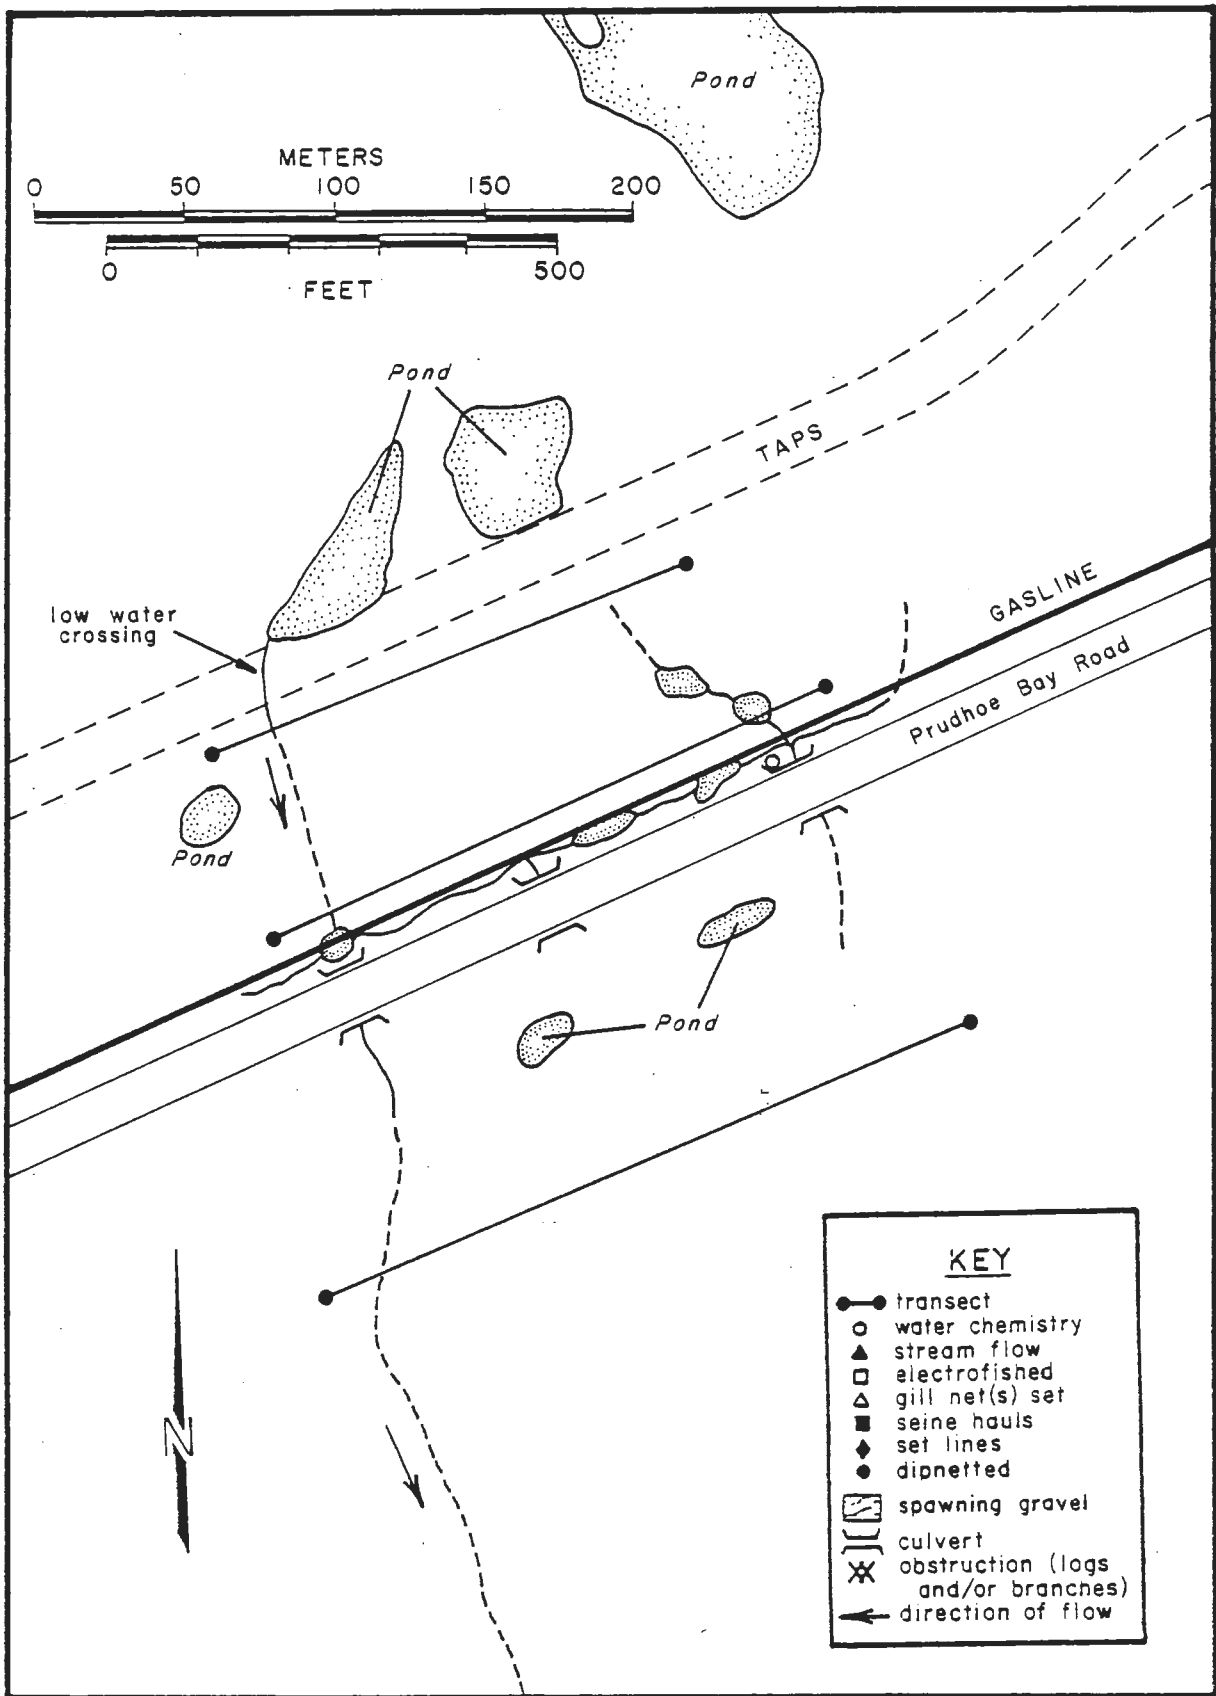 Pond
METERS
0 50 100 150 200
0 500
FEET
Pond
TAPS
low water
crossing
GASLINE
Prudhoe Bay Road
Pond
Pond
N
KEY
transect
water chemistry
stream flow
electrofished
gill net(s) set
seine hauls
set lines
dipnetted
spawning gravel
culvert
obstruction (logs
and/or branches)
direction of flow